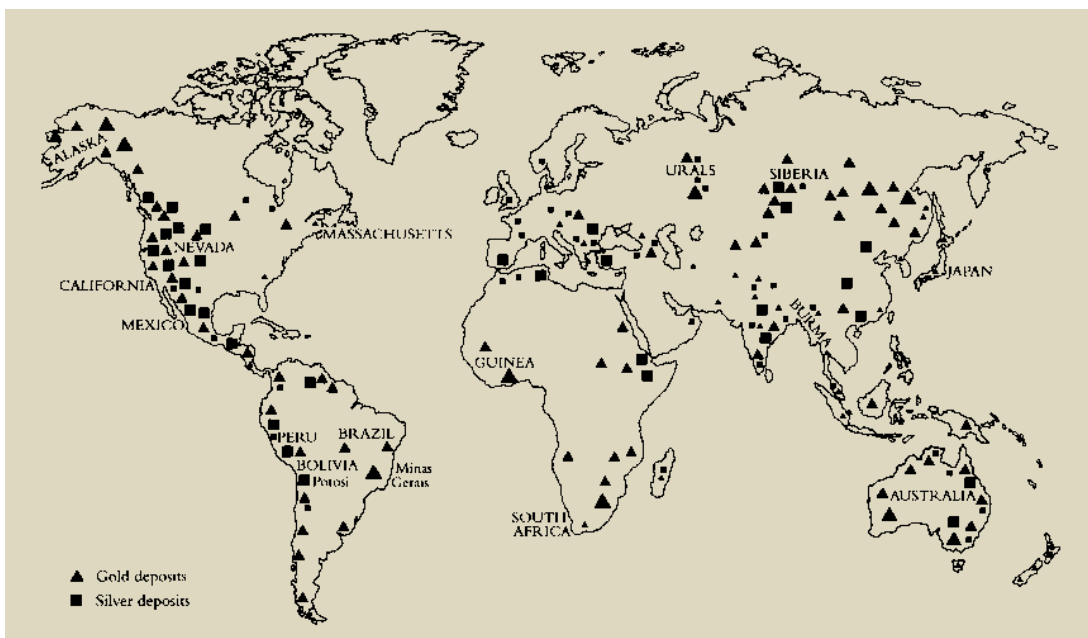 ALASKA
URALS
SIBERIA
MASSACHUSETTS
NEVADA
CALIFORNIA
JAPAN
MEXICO
BURMA
GUINEA
PERU
BRAZIL
BOLIVIA
Potosi
Minas
Gerais
AUSTRALIA
SOUTH
AFRICA
Gold deposits
Silver deposits